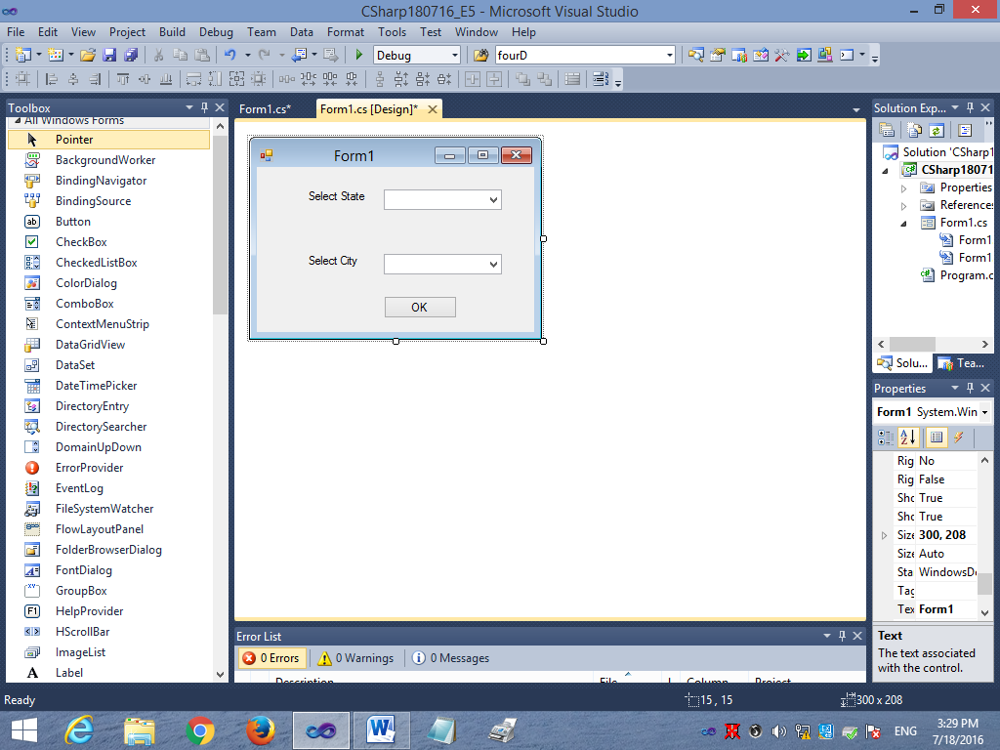 CSharp180716_E5 - Microsoft Visual Studio
File Edit View Project Build Debug Team Data Format Tools Test Window Help
Debug fourD
Toolbox
All Windows Forms
Pointer
BackgroundWorker
BindingNavigator
BindingSource
ab Button
CheckBox
CheckedListBox
ColorDialog
ComboBox
ContextMenuStrip
DataGridView
DataSet
DateTimePicker
DirectoryEntry
DirectorySearcher
DomainUpDown
ErrorProvider
EventLog
FileSystemWatcher
FlowLayoutPanel
FolderBrowserDialog
FontDialog
GroupBox
HelpProvider
HScrollBar
ImageList
A Label
Form1.cs* Form1.cs [Design]*
Form1
Select State
Select City
OK
Error List
0 Errors 0 Warnings 0 Messages
Description File Column Project
Solution Exp...
Solution 'CSharp1
CSharp18071
Properties
References
Form1.cs
Form1
Form1
Program.c
Solu... Tea...
Properties
Form1 System.Win
Rig No
Rig False
Sho True
Sho True
Size 300, 208
Size Auto
Sta WindowsDe
Tag
Tex Form1
Text
The text associated
with the control.
Ready 15 , 15 300 x 208
ENG
3:29 PM
7/18/2016